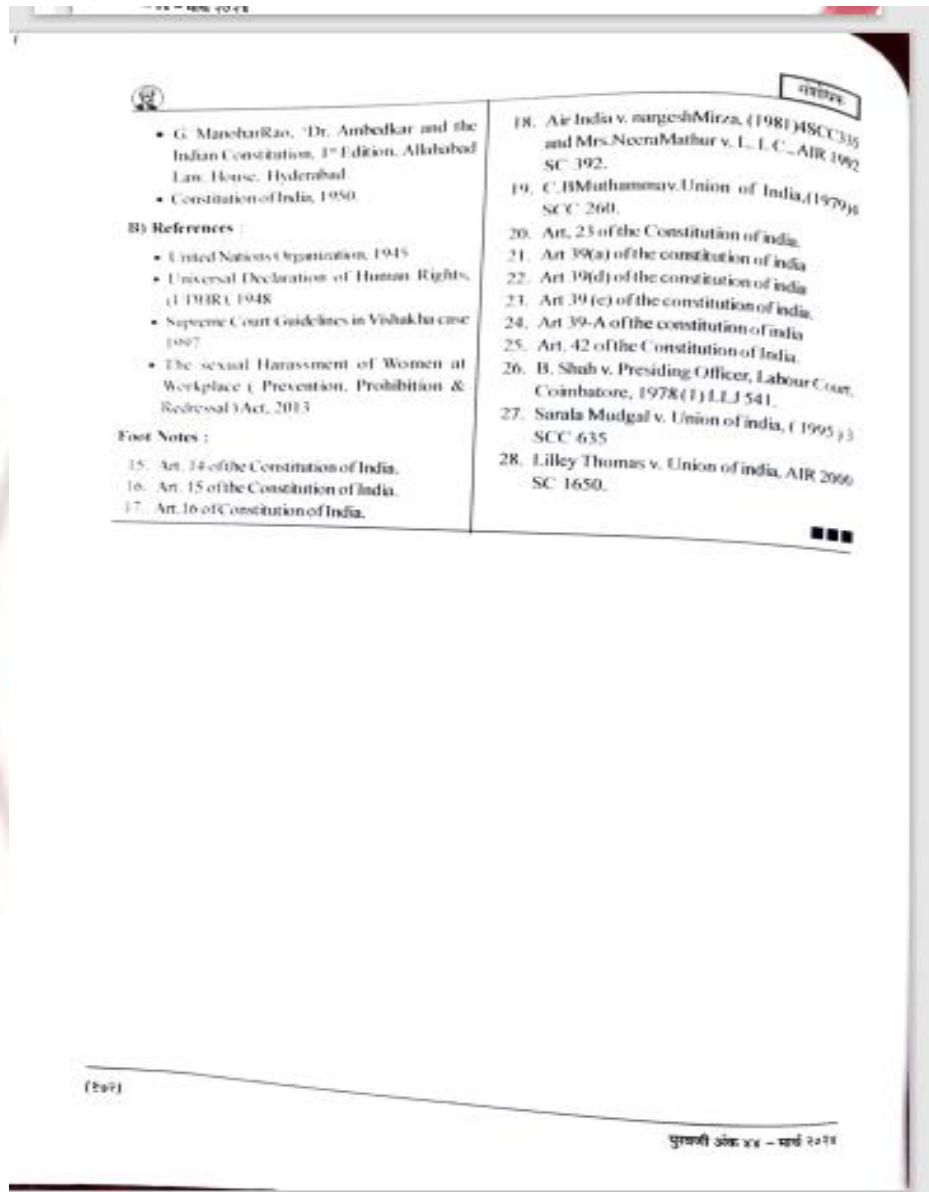 संशोधक
• G. ManoharRao, 'Dr. Ambedkar and the
Indian Constitution, 1st Edition, Allahabad
Law. House, Hyderabad.
• Constitution of India, 1950.
B) References :
• United Nations Organization, 1945
• Universal Declaration of Human Rights,
(UDHR), 1948
• Supreme Court Guidelines in Vishakha case
1997
• The sexual Harassment of Women at
Workplace ( Prevention, Prohibition &
Redressal ) Act, 2013
Foot Notes :
15. Art. 14 of the Constitution of India.
16. Art. 15 of the Constitution of India.
17. Art.16 of Constitution of India.
18. Air India v. nargeshMirza, (1981)4SCC335
and Mrs.NeeraMathur v. L. I. C., AIR 1992
SC 392.
19. C.BMuthammav.Union of India,(1979)4
SCC 260.
20. Art, 23 of the Constitution of india.
21. Art 39(a) of the constitution of india
22. Art 39(d) of the constitution of india
23. Art 39 (e) of the constitution of india.
24. Art 39-A of the constitution of india
25. Art. 42 of the Constitution of India.
26. B. Shah v. Presiding Officer, Labour Court,
Coimbatore, 1978(1) LLJ 541.
27. Sarala Mudgal v. Union of india, ( 1995 ) 3
SCC 635
28. Lilley Thomas v. Union of india, AIR 2000
SC 1650.
(१७२)
पुरवणी अंक ४४ – मार्च २०२४